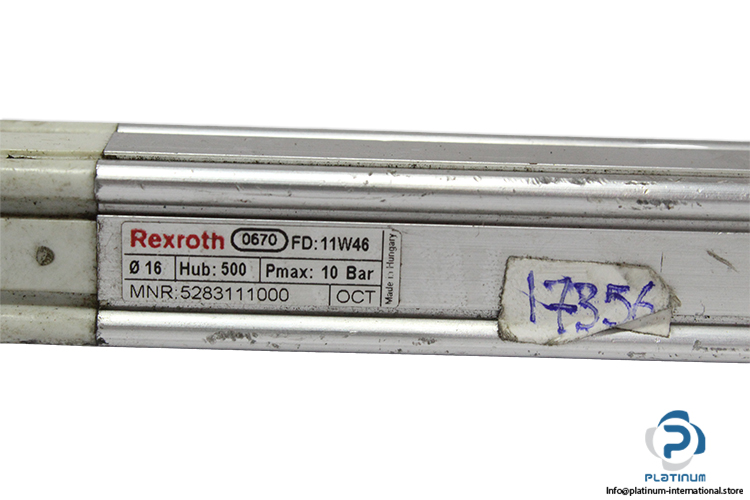 Rexroth 0670 FD:11W46
Ø 16 Hub: 500 Pmax: 10 Bar
MNR:5283111000 OCT
Made in Hungary
17356
PLATINUM
Info@platinum-international.store